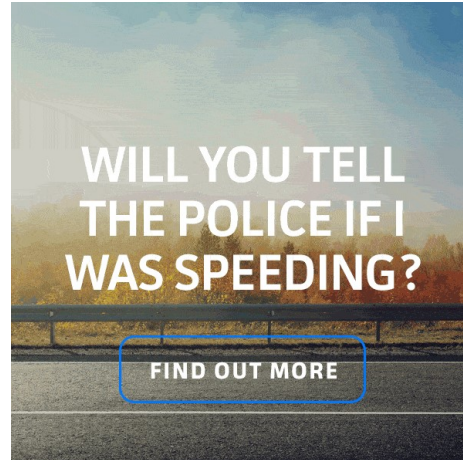 WILL YOU TELL
THE POLICE IF I
WAS SPEEDING?
FIND OUT MORE